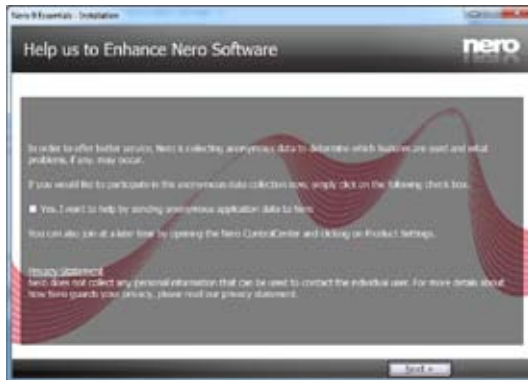 Nero 9 Essentials - Installation
Help us to Enhance Nero Software
nero
In order to offer better service, Nero is collecting anonymous data to determine which features are used and what
problems, if any, may occur.
If you would like to participate in this anonymous data collection now, simply click on the following check box.
Yes, I want to help by sending anonymous application data to Nero
You can also join at a later time by opening the Nero ControlCenter and clicking on Product Settings.
Privacy Statement
Nero does not collect any personal information that can be used to contact the individual user. For more details about
how Nero guards your privacy, please read our privacy statement.
Next >